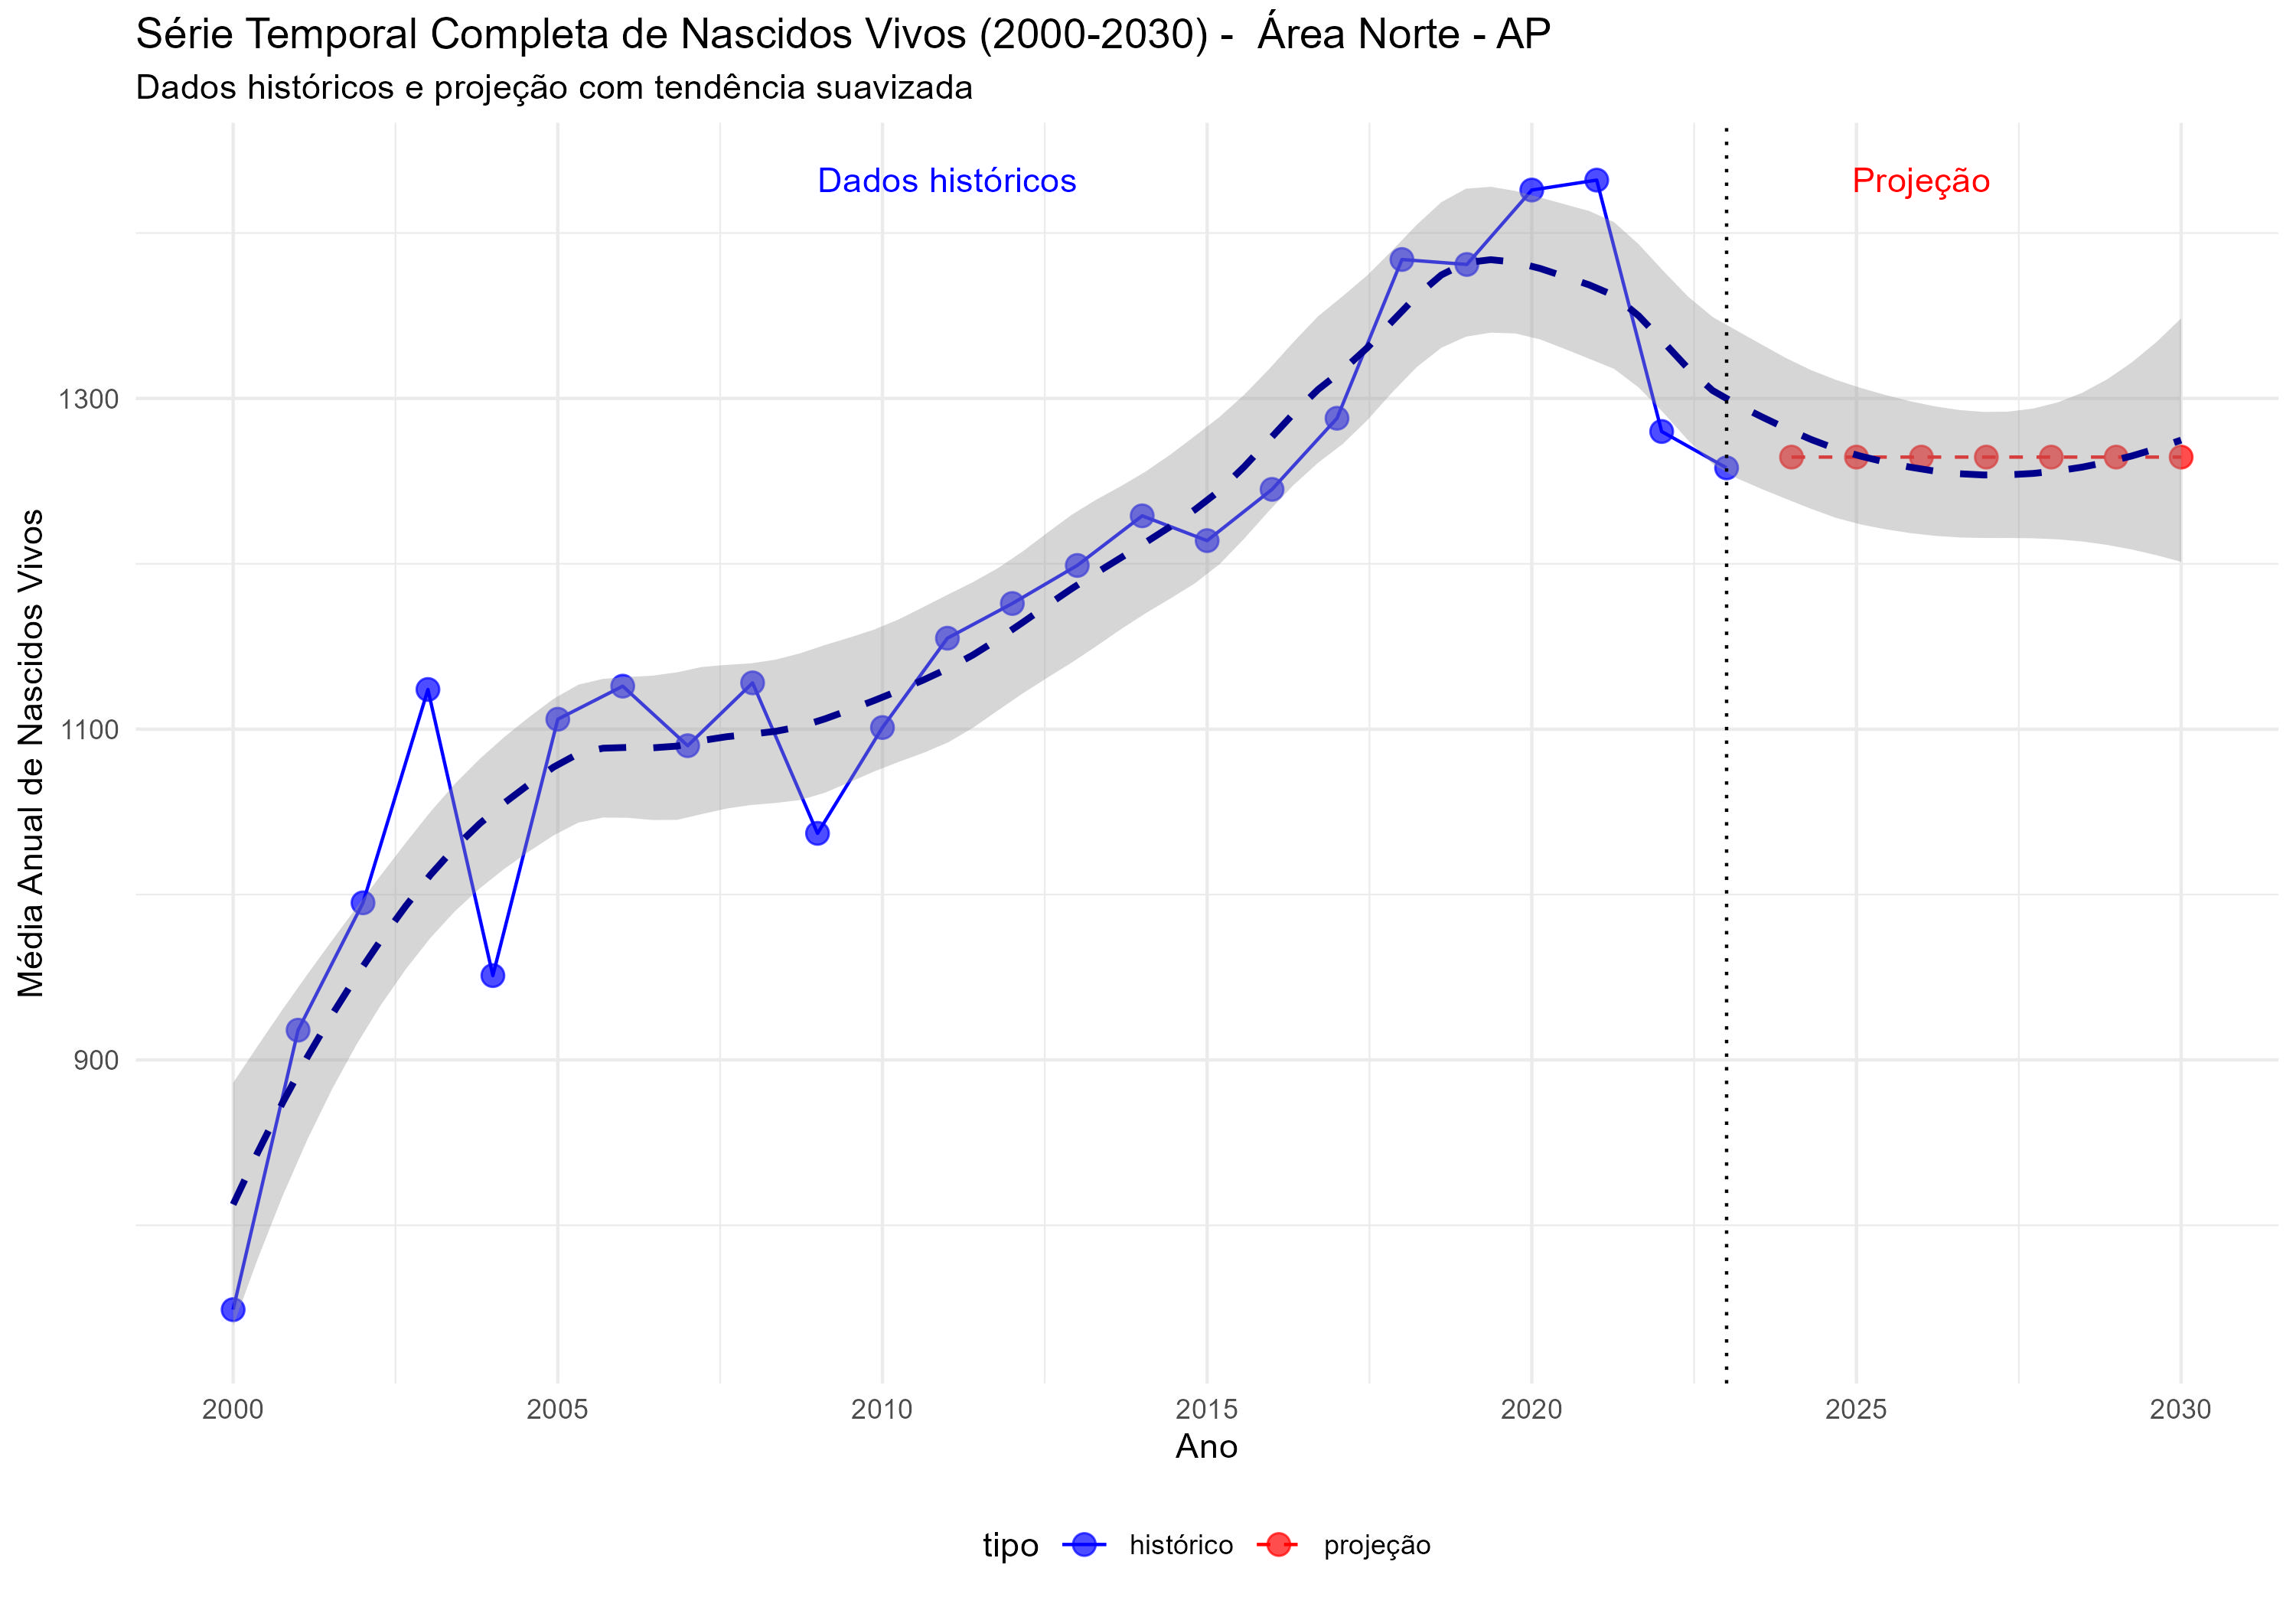 Série Temporal Completa de Nascidos Vivos (2000-2030) -  Área Norte - AP
Dados históricos e projeção com tendência suavizada
Dados históricos
Projeção
Média Anual de Nascidos Vivos
1300
1100
900
2000
2005
2010
2015
2020
2025
2030
Ano
tipo
histórico
projeção